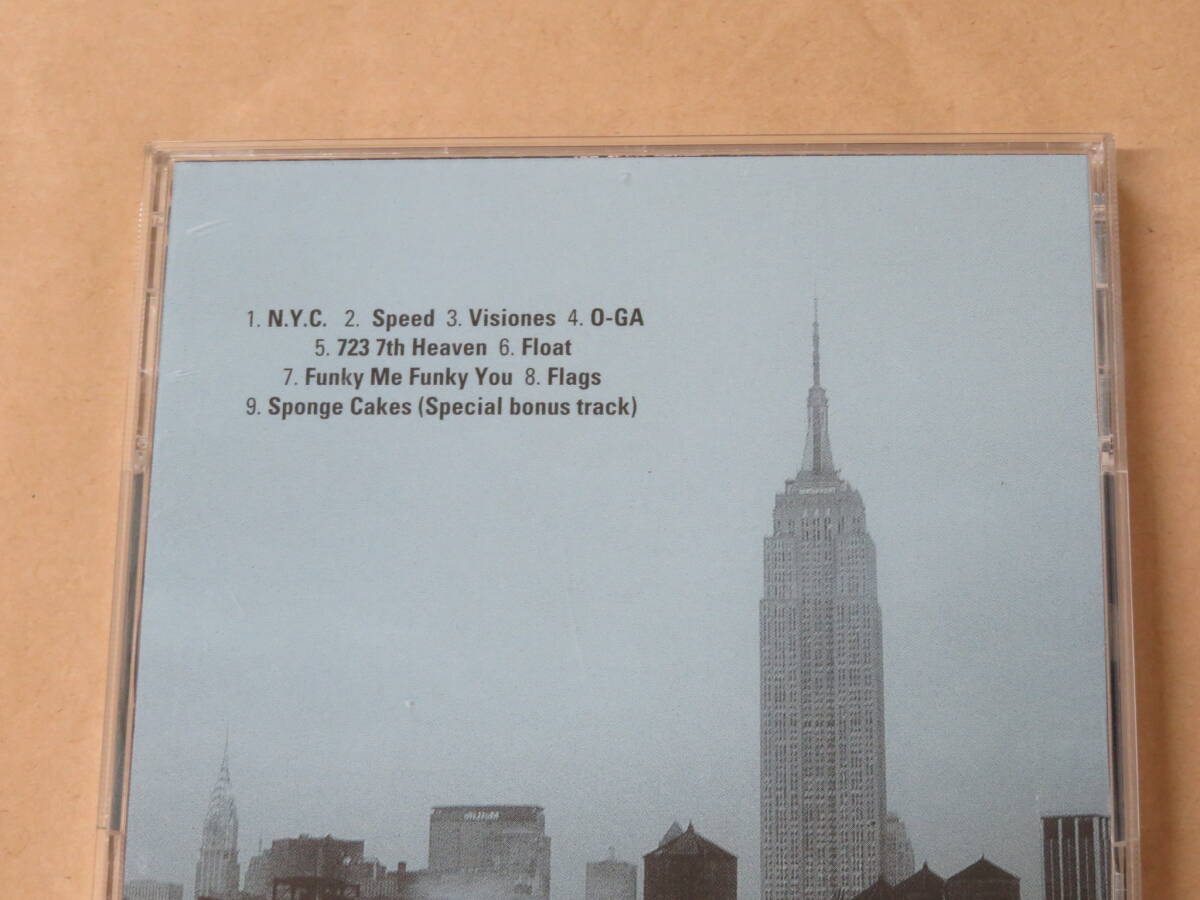 1. N.Y.C. 2. Speed 3. Visiones 4. O-GA
5. 723 7th Heaven 6. Float
7. Funky Me Funky You 8. Flags
9. Sponge Cakes (Special bonus track)